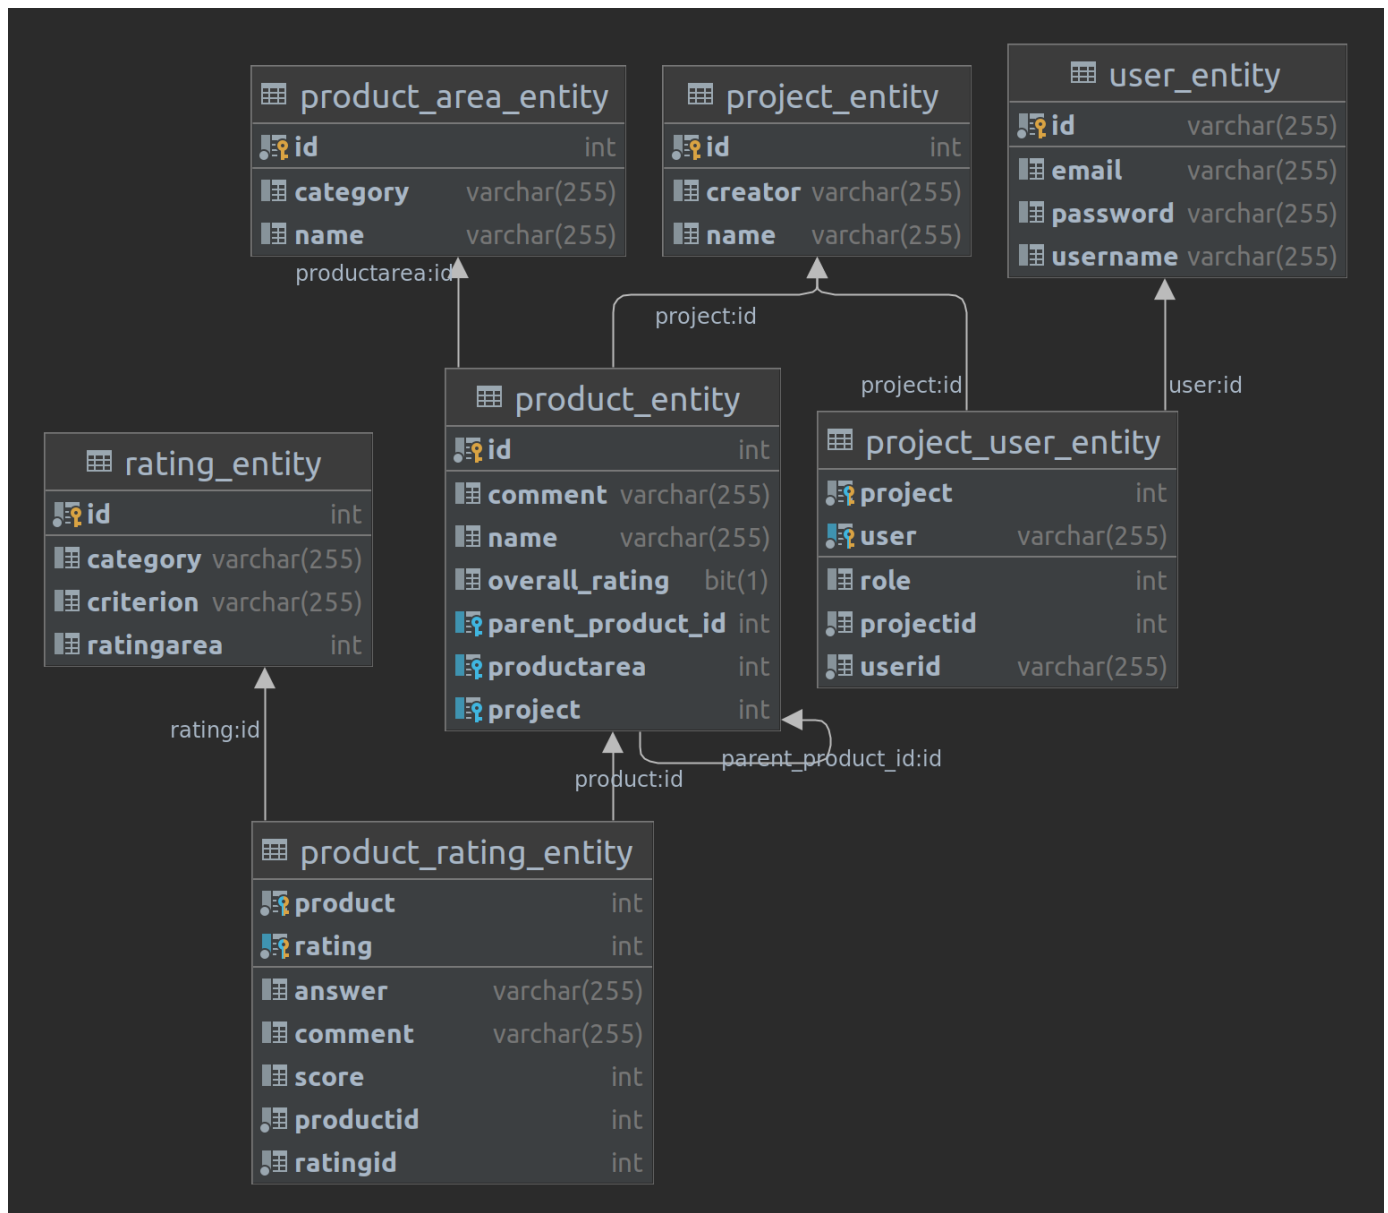 product_area_entity
id int
category varchar(255)
name varchar(255)
project_entity
id int
creator varchar(255)
name varchar(255)
user_entity
id varchar(255)
email varchar(255)
password varchar(255)
username varchar(255)
productarea:id
project:id
project:id
user:id
product_entity
id int
comment varchar(255)
name varchar(255)
overall_rating bit(1)
parent_product_id int
productarea int
project int
project_user_entity
project int
user varchar(255)
role int
projectid int
userid varchar(255)
rating_entity
id int
category varchar(255)
criterion varchar(255)
ratingarea int
rating:id
product:id
parent_product_id:id
product_rating_entity
product int
rating int
answer varchar(255)
comment varchar(255)
score int
productid int
ratingid int